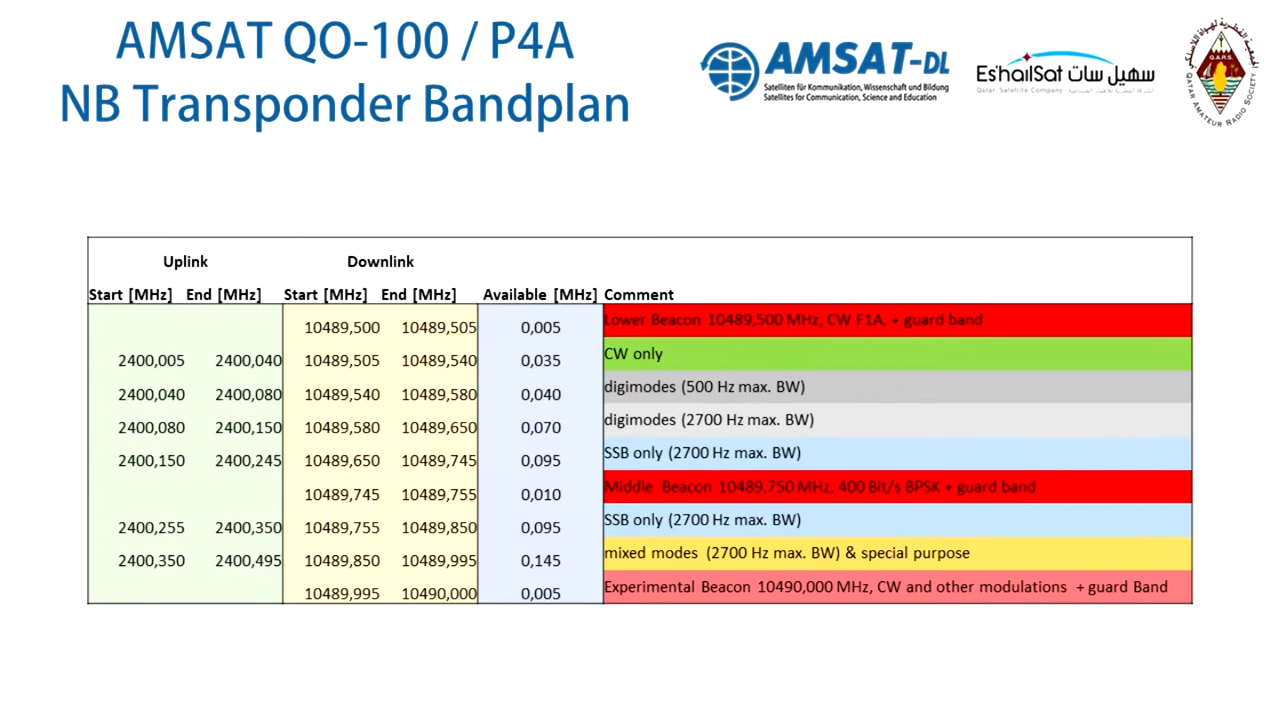 AMSAT QO-100 / P4A
NB Transponder Bandplan
AMSAT-DL
Satelliten für Kommunikation, Wissenschaft und Bildung
Satellites for Communication, Science and Education
Es'hailSat سهيل سات
Qatar Satellite Company
Q.A.R.S.
QATAR AMATEUR RADIO SOCIETY
Uplink Downlink
Start [MHz] End [MHz] Start [MHz] End [MHz] Available [MHz] Comment
10489,500 10489,505 0,005 Lower Beacon 10489,500 MHz, CW F1A, + guard band
2400,005 2400,040 10489,505 10489,540 0,035 CW only
2400,040 2400,080 10489,540 10489,580 0,040 digimodes (500 Hz max. BW)
2400,080 2400,150 10489,580 10489,650 0,070 digimodes (2700 Hz max. BW)
2400,150 2400,245 10489,650 10489,745 0,095 SSB only (2700 Hz max. BW)
10489,745 10489,755 0,010 Middle Beacon 10489,750 MHz, 400 Bit/s BPSK + guard band
2400,255 2400,350 10489,755 10489,850 0,095 SSB only (2700 Hz max. BW)
2400,350 2400,495 10489,850 10489,995 0,145 mixed modes (2700 Hz max. BW) & special purpose
10489,995 10490,000 0,005 Experimental Beacon 10490,000 MHz, CW and other modulations + guard Band